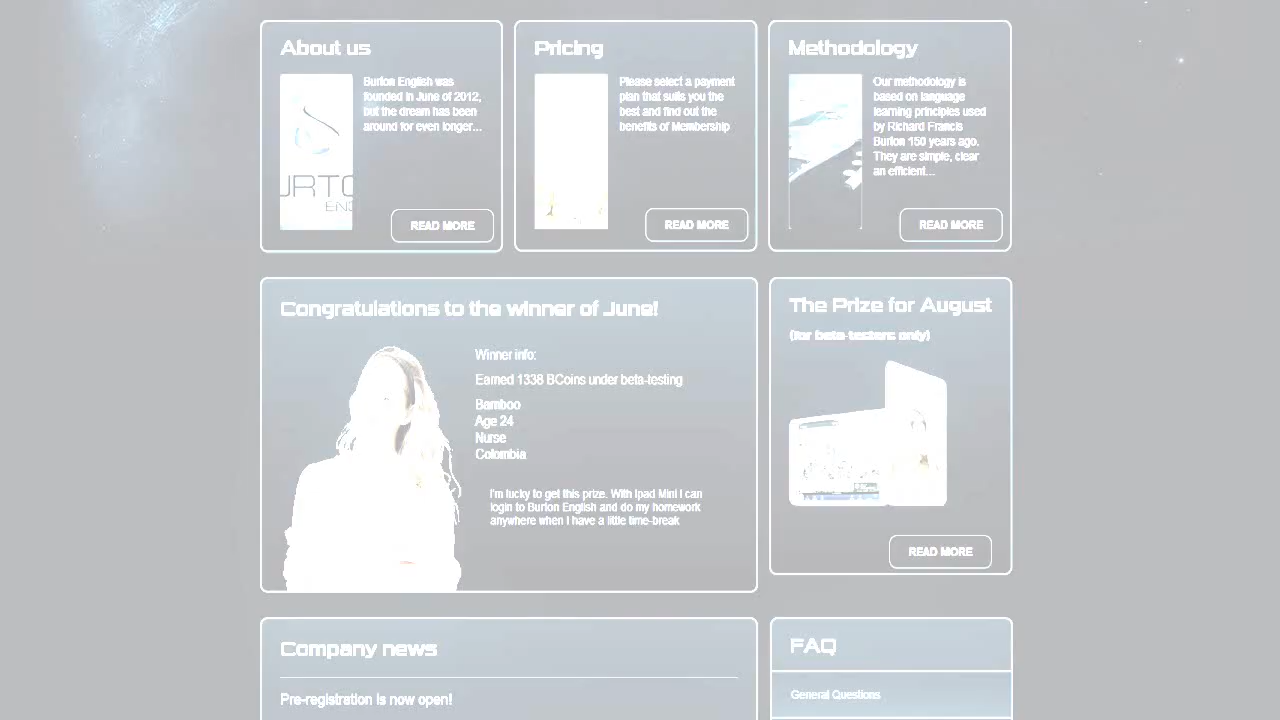 About us
Burlon English was
founded in June of 2012,
but the dream has been
around for even longer...
READ MORE
Pricing
Please select a payment
plan that suits you the
best and find out the
benefits of Membership
READ MORE
Methodology
Our methodology is
based on language
learning principles used
by Richard Francis
Burlon 150 years ago.
They are simple, clear
an efficient...
READ MORE
Congratulations to the winner of June!
Winner info:
Earned 1338 BCoins under beta-testing
Bamboo
Age 24
Nurse
Colombia
I'm lucky to get this prize. With Ipad Mini I can
login to Burlon English and do my homework
anywhere when I have a little time-break
The Prize for August
(for beta-testers only)
READ MORE
Company news
Pre-registration is now open!
FAQ
General Questions